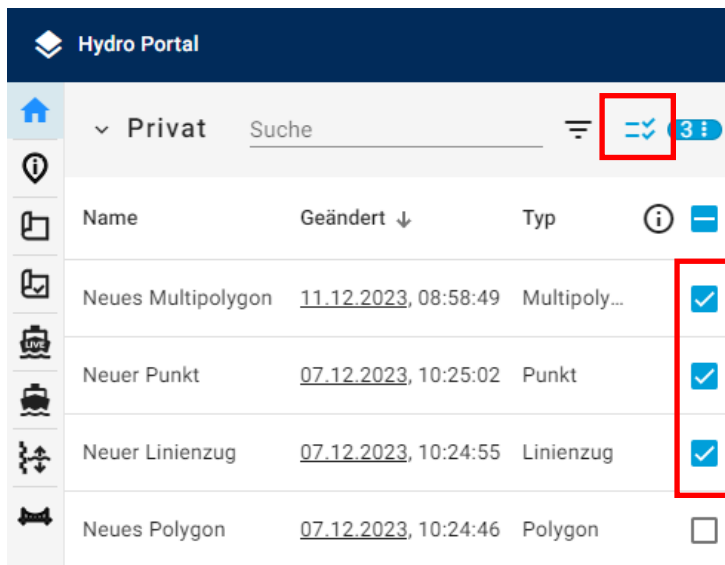 Hydro Portal
Privat Suche 3
Name Geändert Typ
Neues Multipolygon 11.12.2023, 08:58:49 Multipoly...
Neuer Punkt 07.12.2023, 10:25:02 Punkt
LIVE
Neuer Linienzug 07.12.2023, 10:24:55 Linienzug
Neues Polygon 07.12.2023, 10:24:46 Polygon